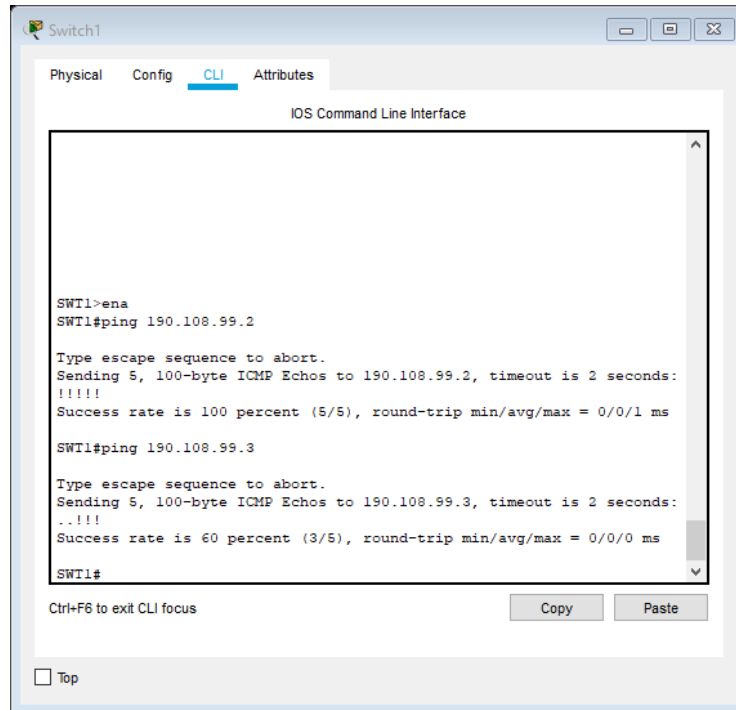 Switch1
Physical Config CLI Attributes
IOS Command Line Interface
SWT1>ena
SWT1#ping 190.108.99.2
Type escape sequence to abort.
Sending 5, 100-byte ICMP Echos to 190.108.99.2, timeout is 2 seconds:
!!!!!
Success rate is 100 percent (5/5), round-trip min/avg/max = 0/0/1 ms
SWT1#ping 190.108.99.3
Type escape sequence to abort.
Sending 5, 100-byte ICMP Echos to 190.108.99.3, timeout is 2 seconds:
..!!!
Success rate is 60 percent (3/5), round-trip min/avg/max = 0/0/0 ms
SWT1#
Ctrl+F6 to exit CLI focus
Copy Paste
Top